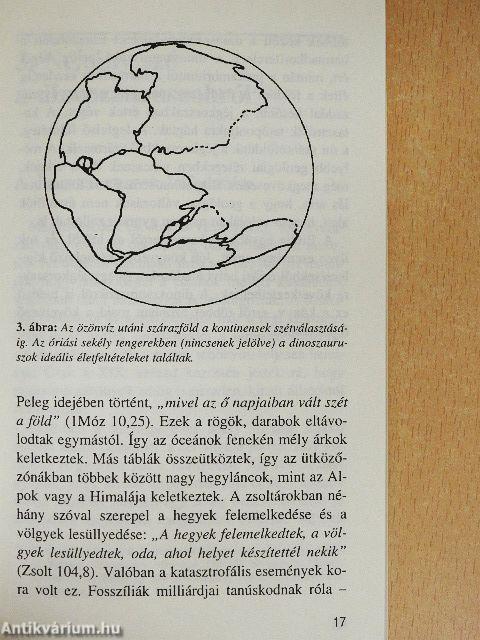 3. ábra: Az özönvíz utáni szárazföld a kontinensek szétválasztásá-
ig. Az óriási sekély tengerekben (nincsenek jelölve) a dinoszauru-
szok ideális életfeltételeket találtak.
Peleg idejében történt, „mivel az ő napjaiban vált szét
a föld” (1Móz 10,25). Ezek a rögök, darabok eltávo-
lodtak egymástól. Így az óceánok fenekén mély árkok
keletkeztek. Más táblák összeütköztek, így az ütköző-
zónákban többek között nagy hegyláncok, mint az Al-
pok vagy a Himalája keletkeztek. A zsoltárokban né-
hány szóval szerepel a hegyek felemelkedése és a
völgyek lesüllyedése: „A hegyek felemelkedtek, a völ-
gyek lesüllyedtek, oda, ahol helyet készítettél nekik”
(Zsolt 104,8). Valóban a katasztrofális események ko-
ra volt ez. Fosszíliák milliárdjai tanúskodnak róla –
17
Antikvárium.hu